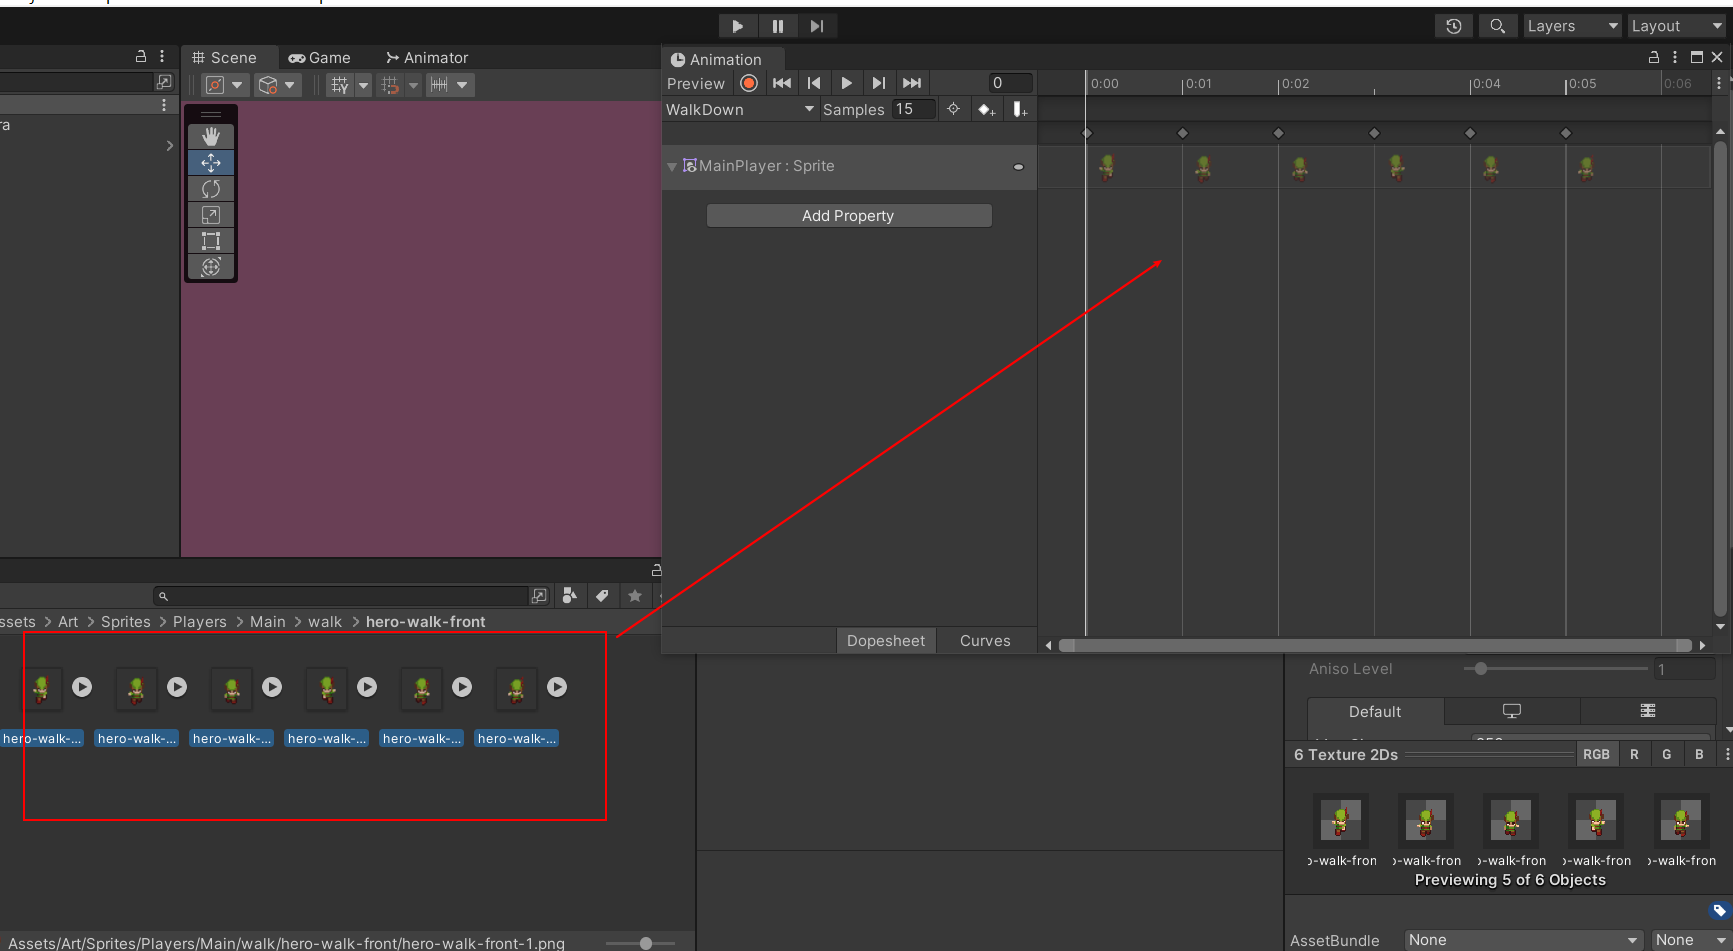 Layers
Layout
Scene
Game
Animator
Animation
Preview
0
0:00
0:01
0:02
0:04
0:05
0:06
WalkDown
Samples
15
ra
MainPlayer : Sprite
Add Property
Dopesheet
Curves
ssets > Art > Sprites > Players > Main > walk > hero-walk-front
hero-walk-...
hero-walk-...
hero-walk-...
hero-walk-...
hero-walk-...
hero-walk-...
Aniso Level
1
Default
6 Texture 2Ds
RGB
R
G
B
o-walk-fron
o-walk-fron
o-walk-fron
o-walk-fron
o-walk-fron
Previewing 5 of 6 Objects
Assets/Art/Sprites/Players/Main/walk/hero-walk-front/hero-walk-front-1.png
AssetBundle
None
None